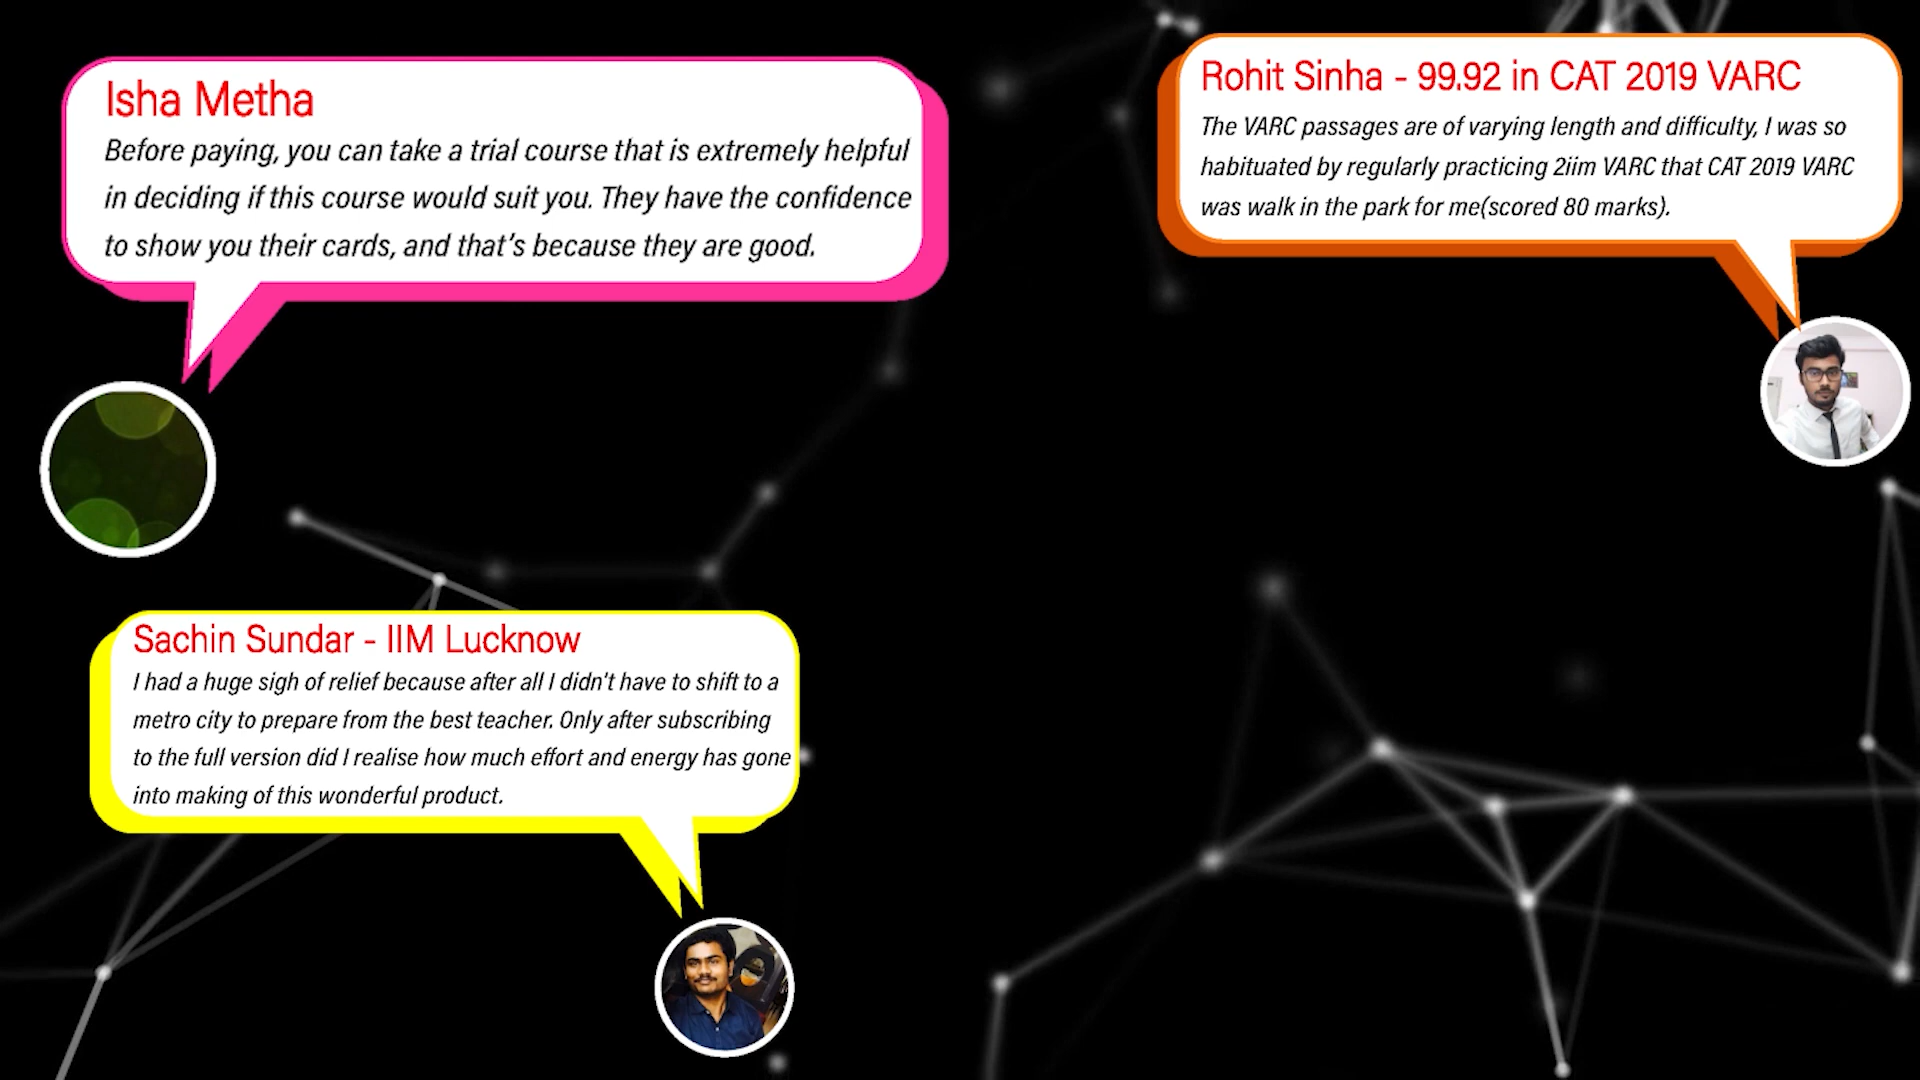 Isha Metha
Before paying, you can take a trial course that is extremely helpful
in deciding if this course would suit you. They have the confidence
to show you their cards, and that's because they are good.
Rohit Sinha - 99.92 in CAT 2019 VARC
The VARC passages are of varying length and difficulty, I was so
habituated by regularly practicing 2iim VARC that CAT 2019 VARC
was walk in the park for me(scored 80 marks).
Sachin Sundar - IIM Lucknow
I had a huge sigh of relief because after all I didn't have to shift to a
metro city to prepare from the best teacher. Only after subscribing
to the full version did I realise how much effort and energy has gone
into making of this wonderful product.